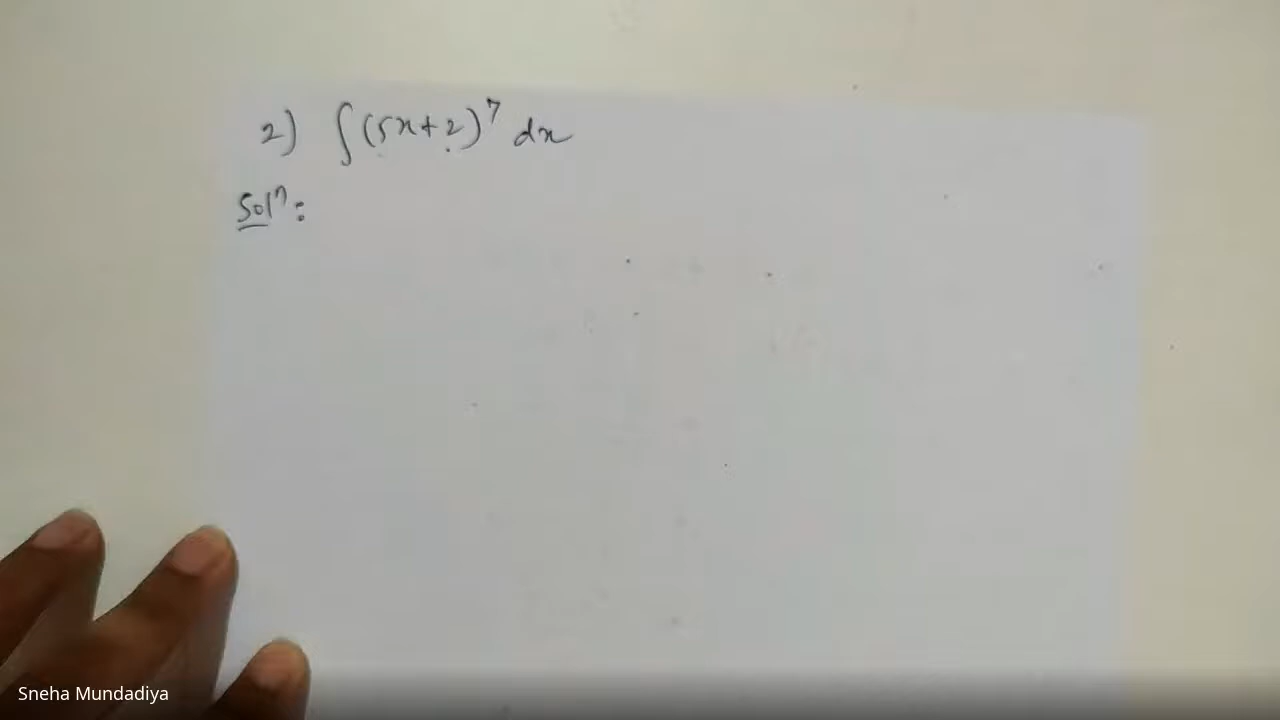 2) ∫(5x+2)⁷ dx
Solⁿ:
Sneha Mundadiya